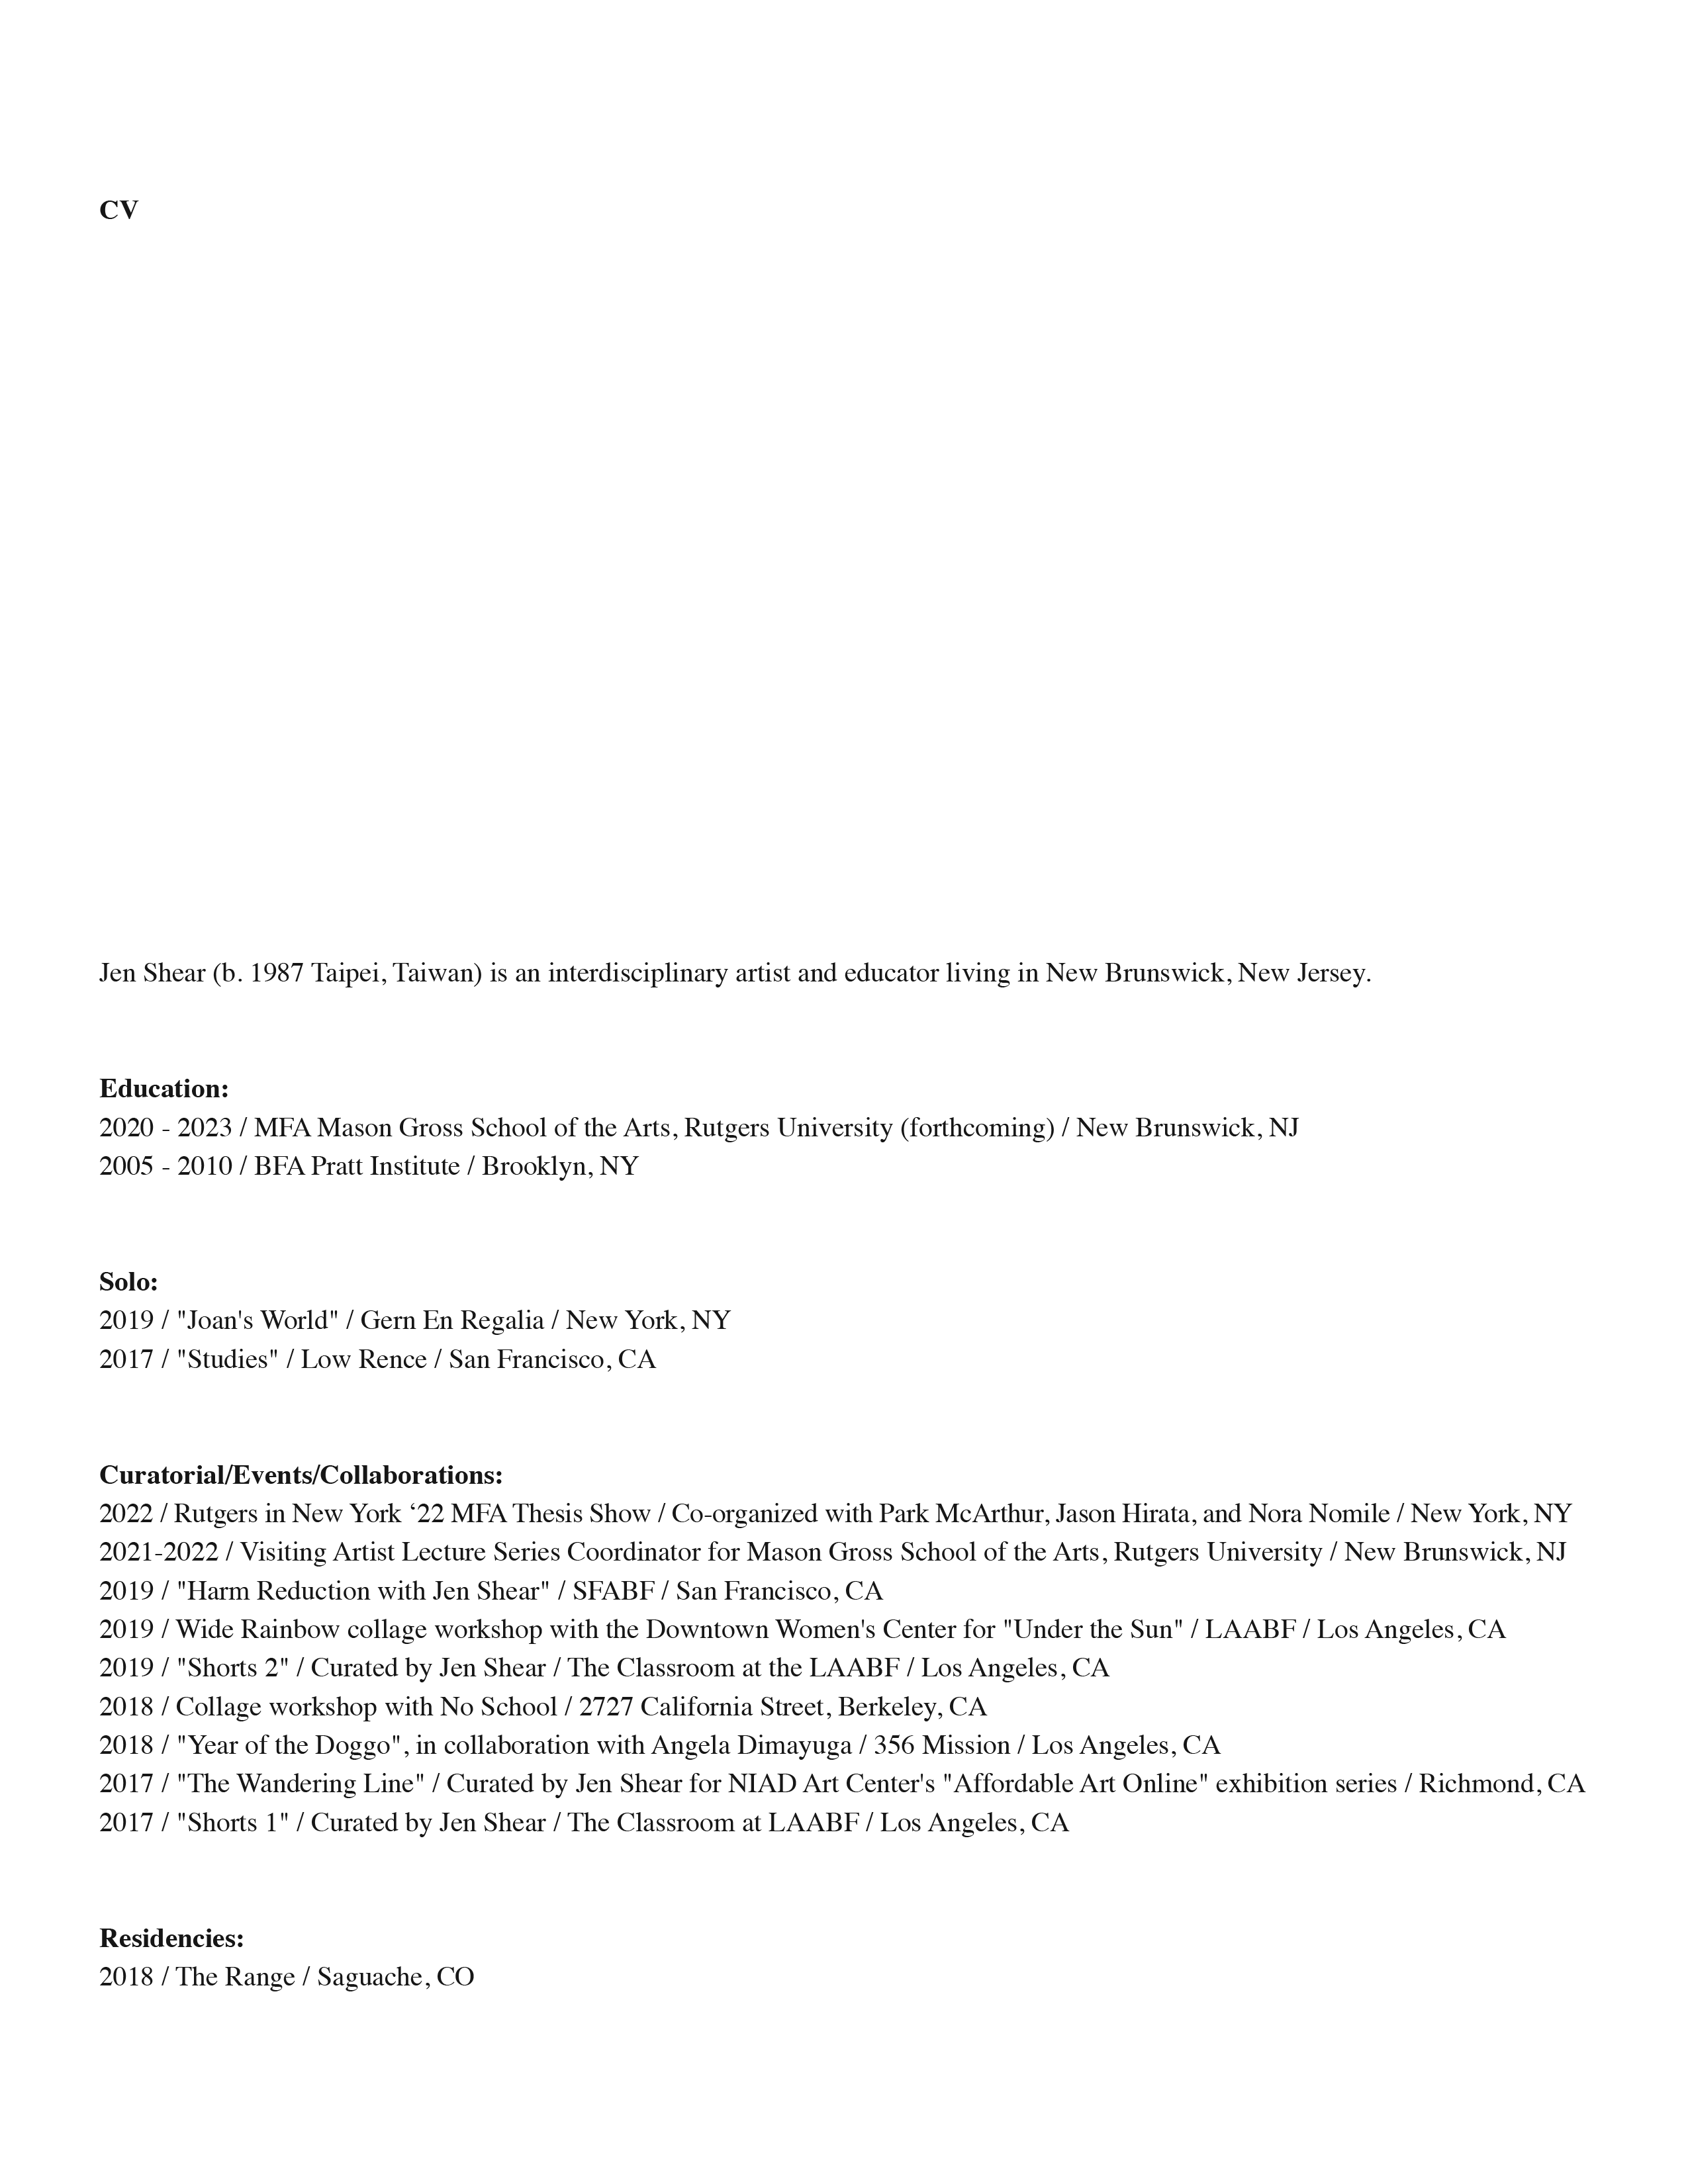 CV
Jen Shear (b. 1987 Taipei, Taiwan) is an interdisciplinary artist and educator living in New Brunswick, New Jersey.
Education:
2020 - 2023 / MFA Mason Gross School of the Arts, Rutgers University (forthcoming) / New Brunswick, NJ
2005 - 2010 / BFA Pratt Institute / Brooklyn, NY
Solo:
2019 / "Joan's World" / Gern En Regalia / New York, NY
2017 / "Studies" / Low Rence / San Francisco, CA
Curatorial/Events/Collaborations:
2022 / Rutgers in New York ‘22 MFA Thesis Show / Co-organized with Park McArthur, Jason Hirata, and Nora Nomile / New York, NY
2021-2022 / Visiting Artist Lecture Series Coordinator for Mason Gross School of the Arts, Rutgers University / New Brunswick, NJ
2019 / "Harm Reduction with Jen Shear" / SFABF / San Francisco, CA
2019 / Wide Rainbow collage workshop with the Downtown Women's Center for "Under the Sun" / LAABF / Los Angeles, CA
2019 / "Shorts 2" / Curated by Jen Shear / The Classroom at the LAABF / Los Angeles, CA
2018 / Collage workshop with No School / 2727 California Street, Berkeley, CA
2018 / "Year of the Doggo", in collaboration with Angela Dimayuga / 356 Mission / Los Angeles, CA
2017 / "The Wandering Line" / Curated by Jen Shear for NIAD Art Center's "Affordable Art Online" exhibition series / Richmond, CA
2017 / "Shorts 1" / Curated by Jen Shear / The Classroom at LAABF / Los Angeles, CA
Residencies:
2018 / The Range / Saguache, CO